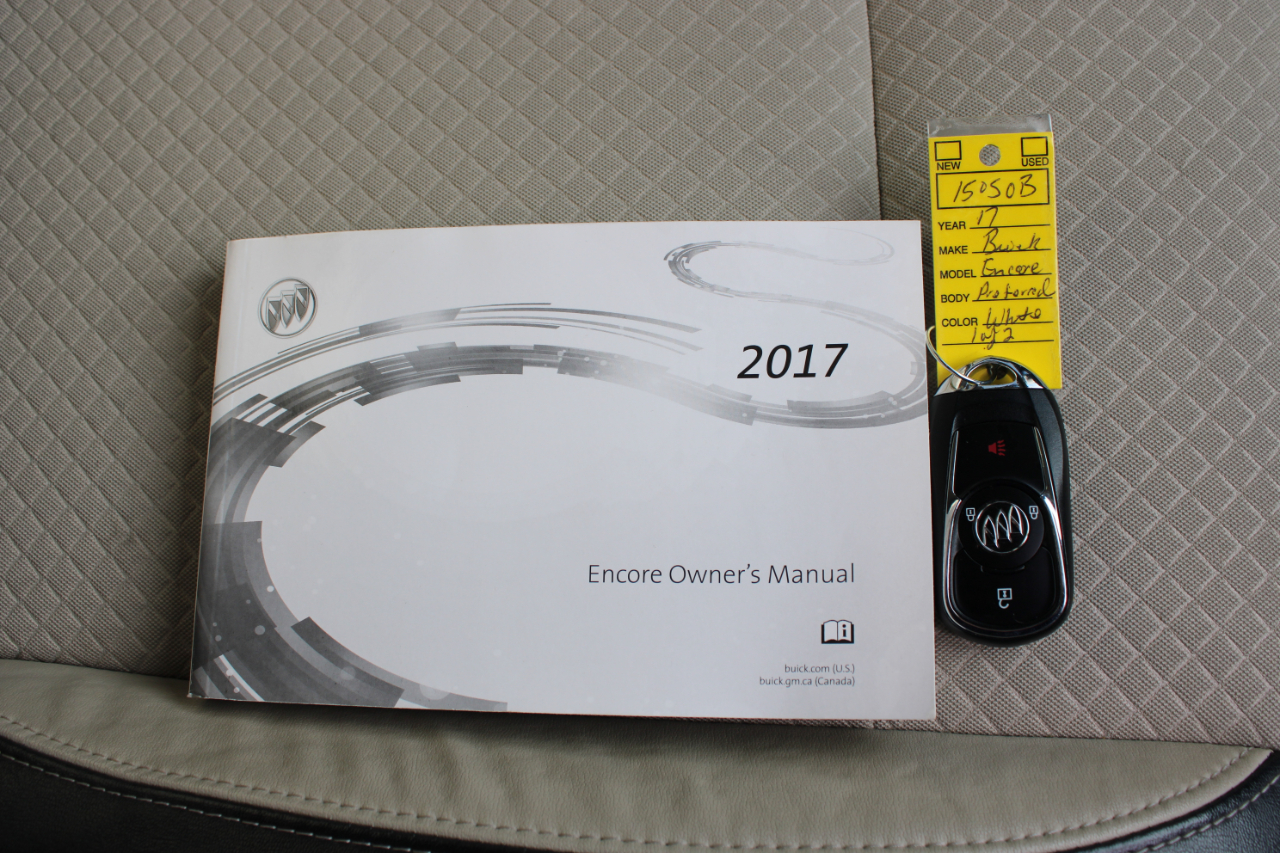 2017
Encore Owner's Manual
buick.com (U.S.)
buick.gm.ca (Canada)
NEW USED
15050B
YEAR 17
MAKE Buick
MODEL Encore
BODY Preferred
COLOR White
1 of 2